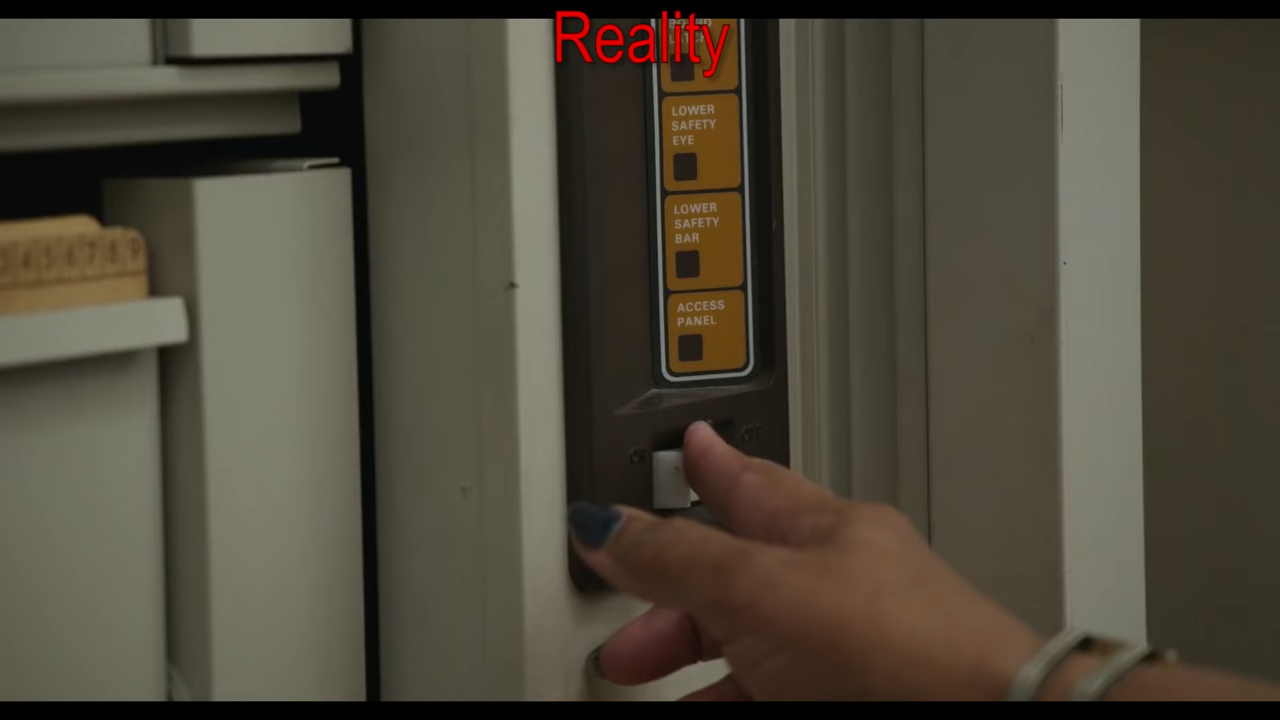 Reality
LOWER
SAFETY
EYE
LOWER
SAFETY
BAR
ACCESS
PANEL